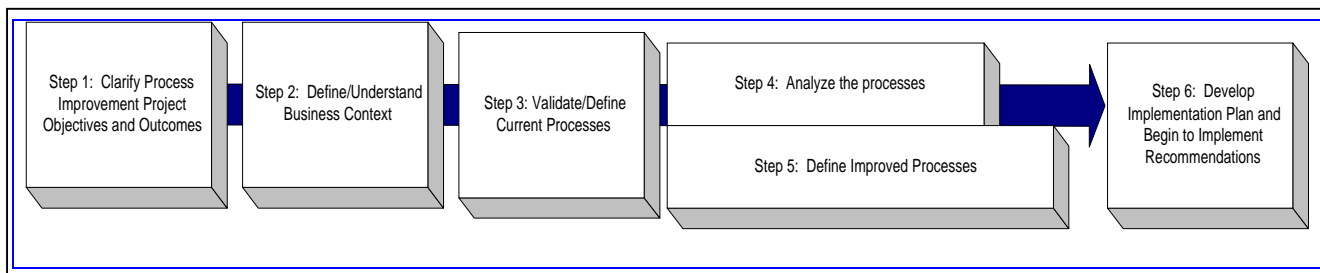 Step 1:  Clarify Process
Improvement Project
Objectives and Outcomes
Step 2:  Define/Understand
Business Context
Step 3: Validate/Define
Current Processes
Step 4:  Analyze the processes
Step 5:  Define Improved Processes
Step 6:  Develop
Implementation Plan and
Begin to Implement
Recommendations